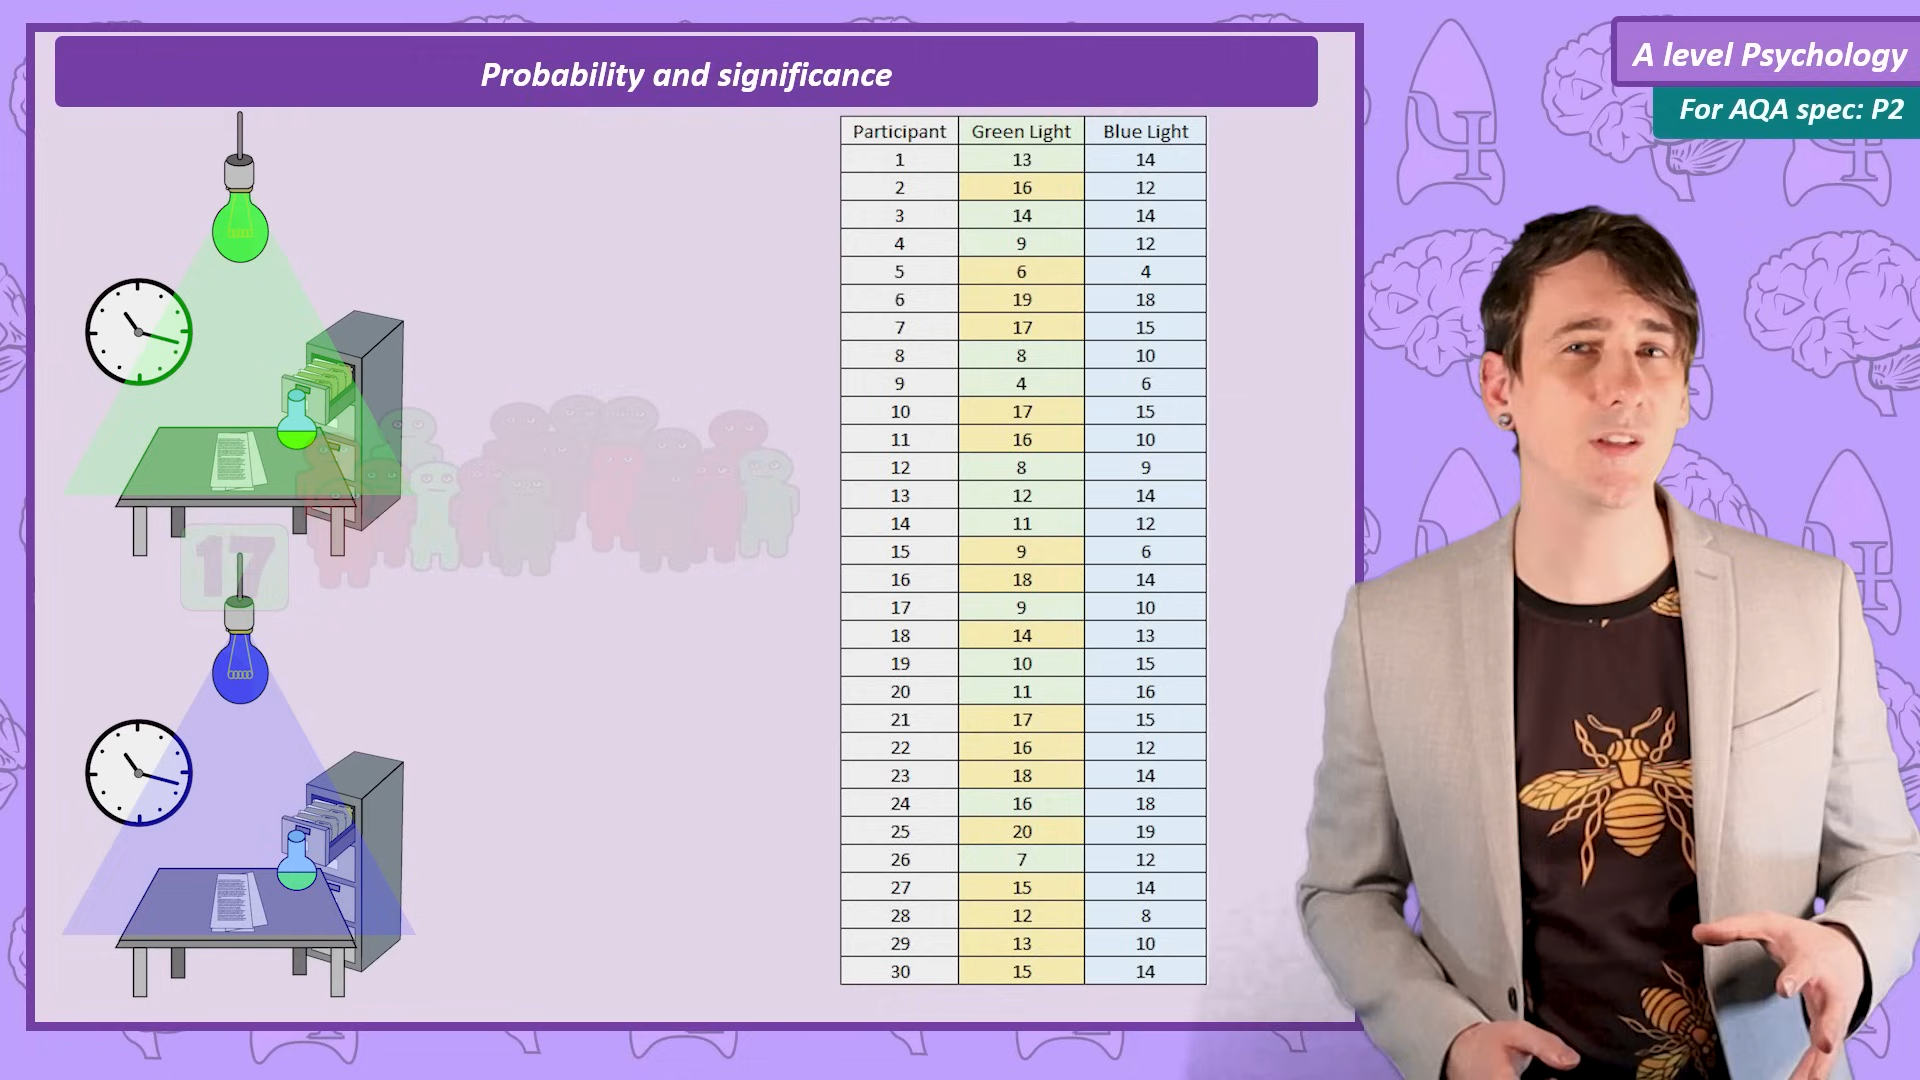 Probability and significance
A level Psychology
For AQA spec: P2
Participant Green Light Blue Light
1 13 14
2 16 12
3 14 14
4 9 12
5 6 4
6 19 18
7 17 15
8 8 10
9 4 6
10 17 15
11 16 10
12 8 9
13 12 14
14 11 12
15 9 6
16 18 14
17 9 10
18 14 13
19 10 15
20 11 16
21 17 15
22 16 12
23 18 14
24 16 18
25 20 19
26 7 12
27 15 14
28 12 8
29 13 10
30 15 14
17